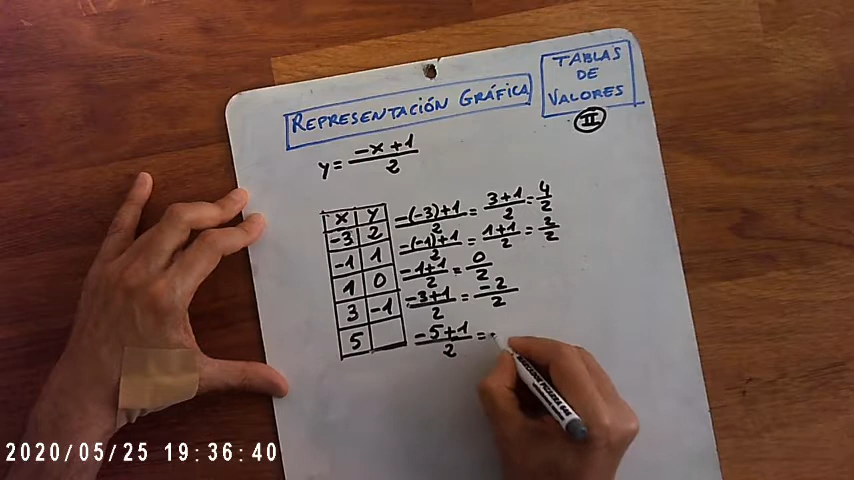 REPRESENTACIÓN GRÁFICA
TABLAS
DE
VALORES
II
y = (-x+1)/2
x y
-3 2 (-(-3)+1)/2 = (3+1)/2 = 4/2
-1 1 (-(-1)+1)/2 = (1+1)/2 = 2/2
1 0 (-1+1)/2 = 0/2
3 -1 (-3+1)/2 = -2/2
5 (-5+1)/2 =
2020/05/25 19:36:40